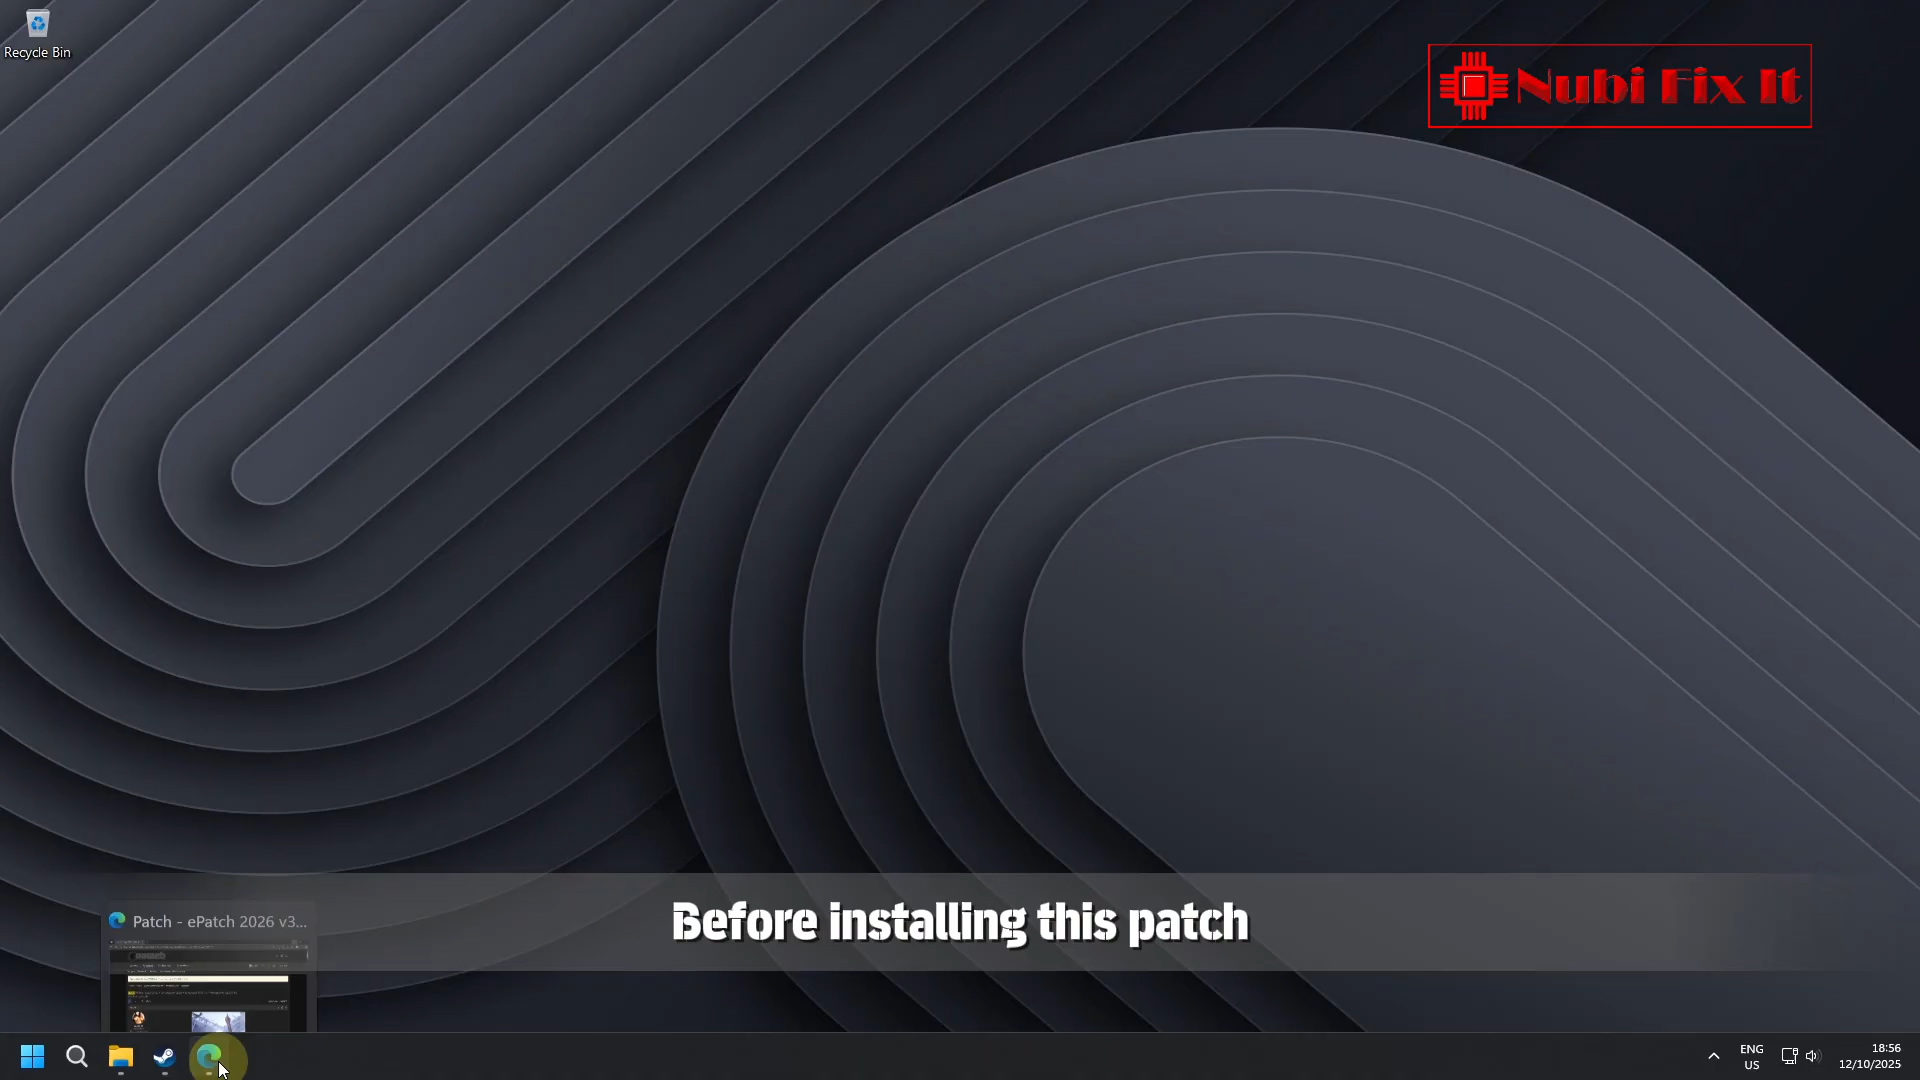 Recycle Bin
Nubi Fix It
Patch - ePatch 2026 v3...
Before installing this patch
ENG
US
18:56
12/10/2025